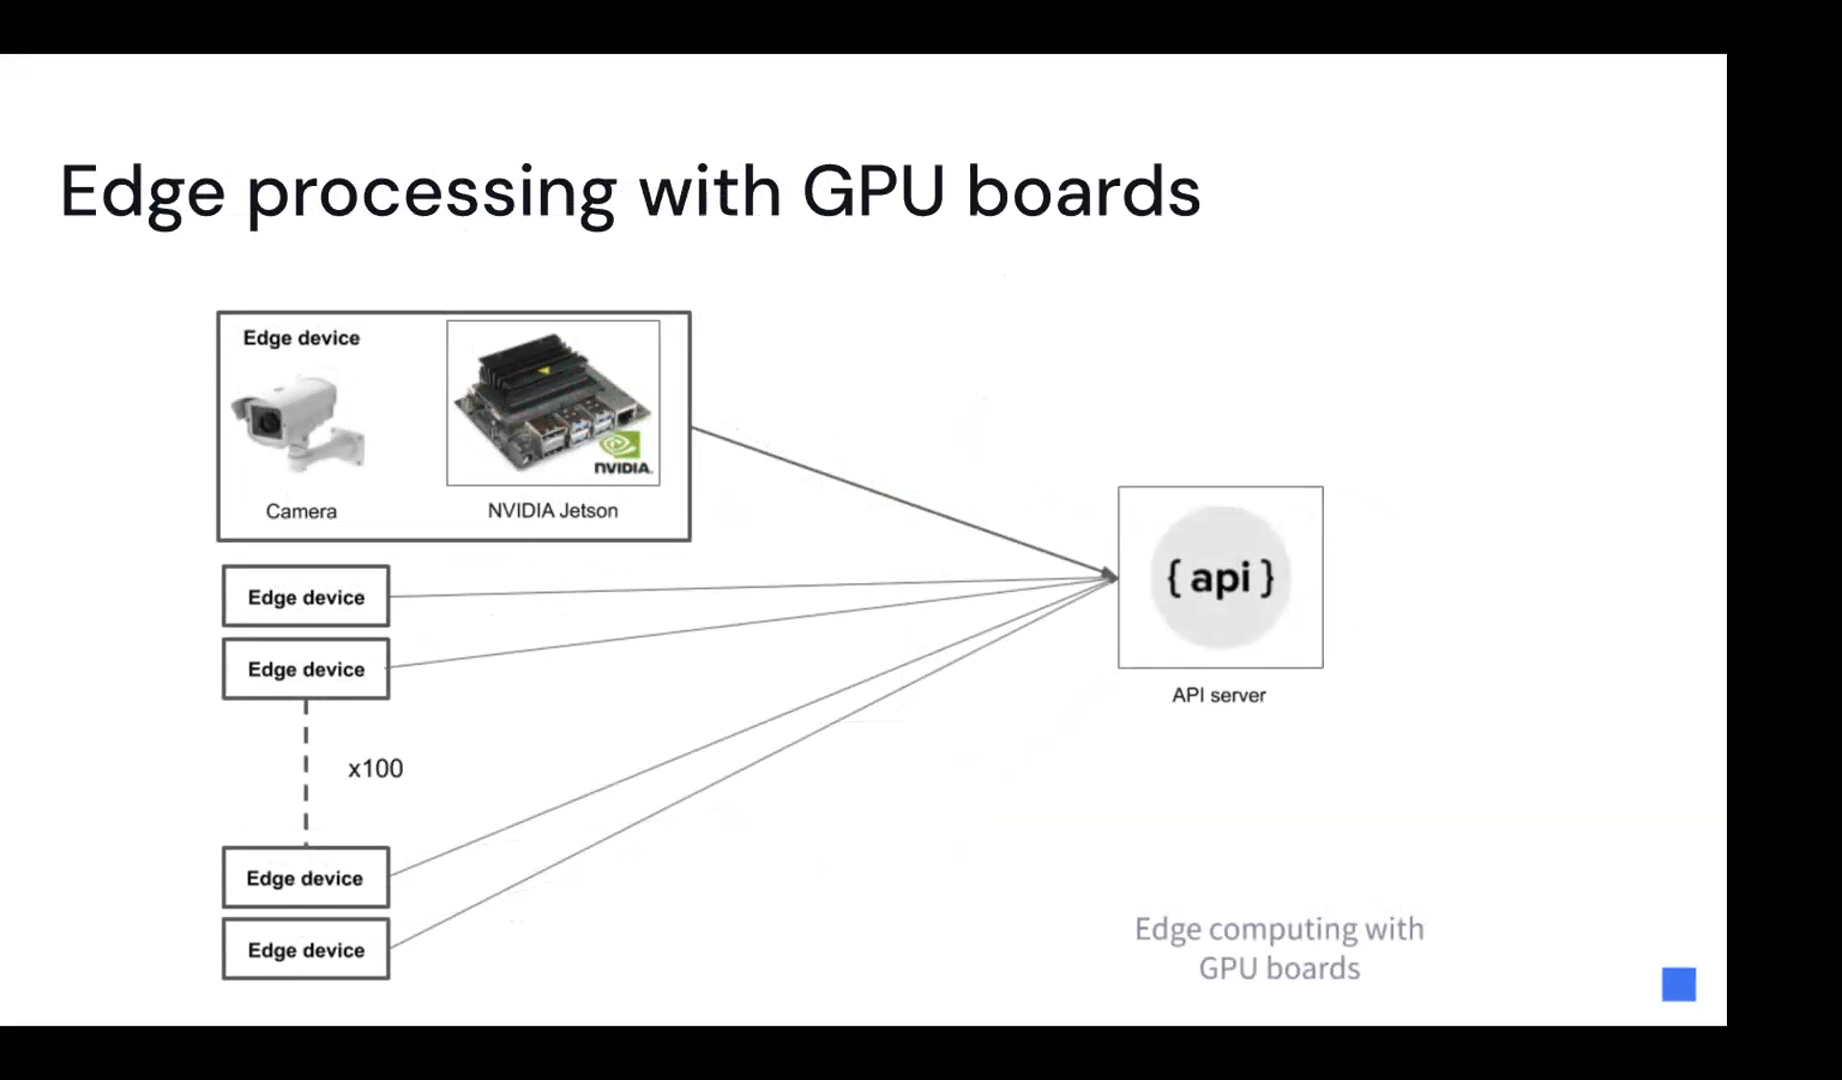 Edge processing with GPU boards
Edge device
NVIDIA.
Camera
NVIDIA Jetson
Edge device
Edge device
x100
Edge device
Edge device
{ api }
API server
Edge computing with
GPU boards